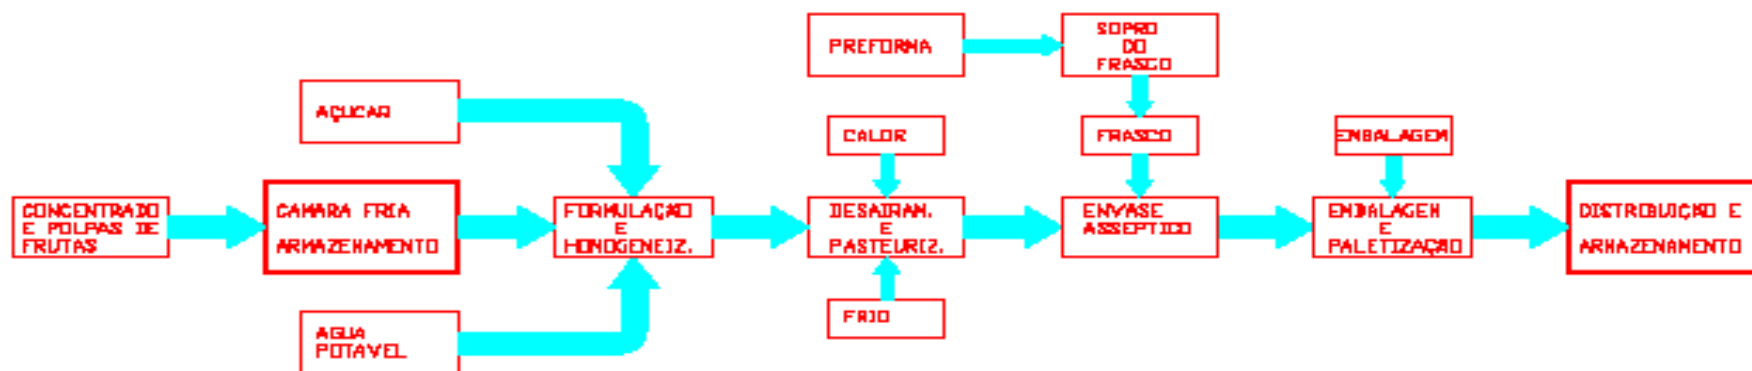 PREFORMA
SOPRO
DO
FRASCO
AÇUCAR
CALOR
FRASCO
EMBALAGEM
CONCENTRADO
E POLPAS DE
FRUTAS
CAMARA FRIA
ARMAZENAMENTO
FORMULAÇÃO
E
HOMOGENEIZ.
DESAIRAM.
E
PASTEURIZ.
ENVASE
ASSEPTICO
EMBALAGEM
E
PALETIZAÇÃO
DISTRIBUIÇÃO E
ARMAZENAMENTO
AGUA
POTAVEL
FRIO